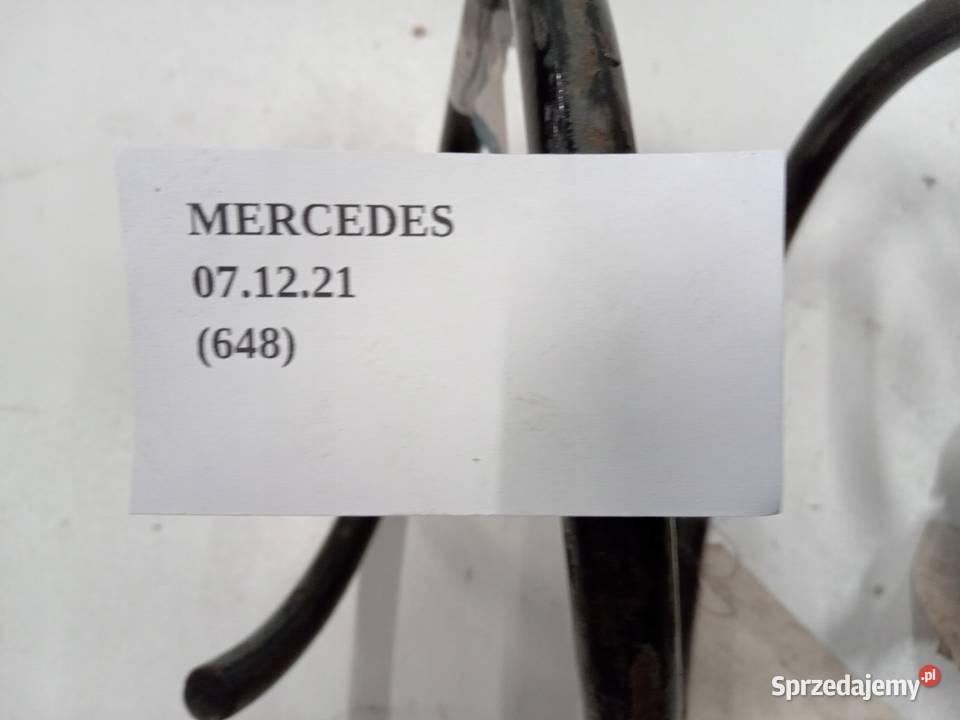 MERCEDES
07.12.21
(648)
Sprzedajemy.pl